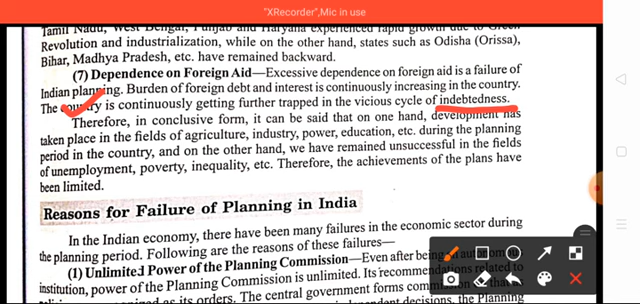 "XRecorder",Mic in use
Tamil Nadu, West Bengal, Punjab and Haryana experienced rapid growth due to Green
Revolution and industrialization, while on the other hand, states such as Odisha (Orissa),
Bihar, Madhya Pradesh, etc. have remained backward.
(7) Dependence on Foreign Aid—Excessive dependence on foreign aid is a failure of
Indian planning. Burden of foreign debt and interest is continuously increasing in the country.
The country is continuously getting further trapped in the vicious cycle of indebtedness.
Therefore, in conclusive form, it can be said that on one hand, development has
taken place in the fields of agriculture, industry, power, education, etc. during the planning
period in the country, and on the other hand, we have remained unsuccessful in the fields
of unemployment, poverty, inequality, etc. Therefore, the achievements of the plans have
been limited.
Reasons for Failure of Planning in India
In the Indian economy, there have been many failures in the economic sector during
the planning period. Following are the reasons of these failures—
(1) Unlimited Power of the Planning Commission—Even after being
institution, power of Planning Commission is unlimited. Its recommendations related to
as its orders. The central government forms
decisions, the Planning